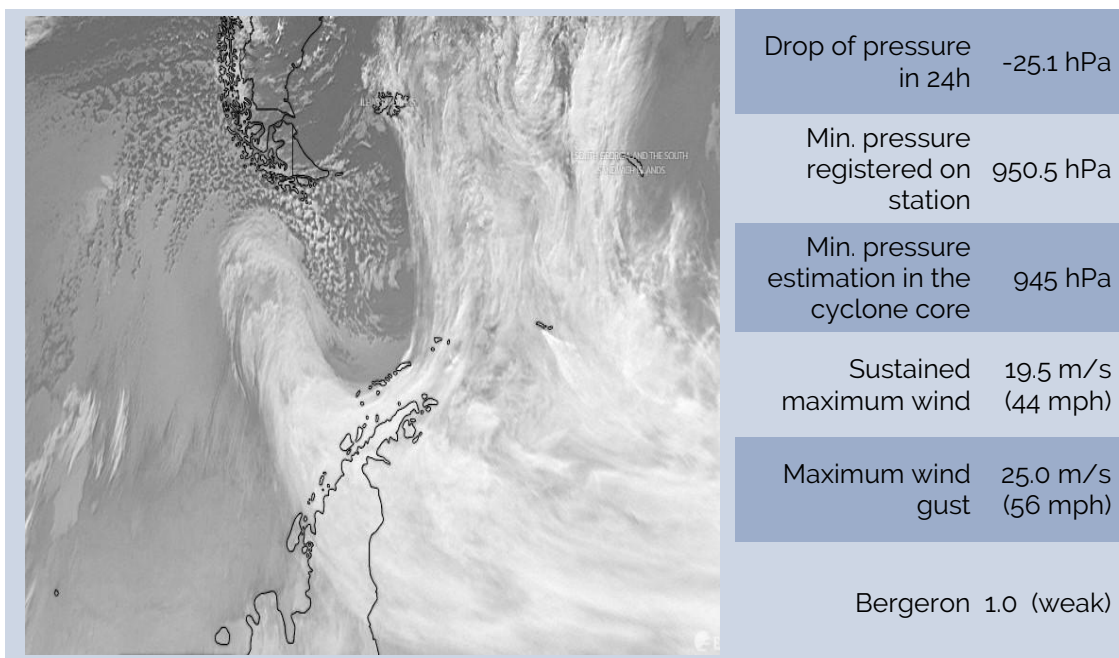 Drop of pressure
in 24h
-25.1 hPa
Min. pressure
registered on
station
950.5 hPa
Min. pressure
estimation in the
cyclone core
945 hPa
Sustained
maximum wind
19.5 m/s
(44 mph)
Maximum wind
gust
25.0 m/s
(56 mph)
Bergeron 1.0 (weak)
SOUTH GEORGIA AND THE SOUTH
SANDWICH ISLANDS